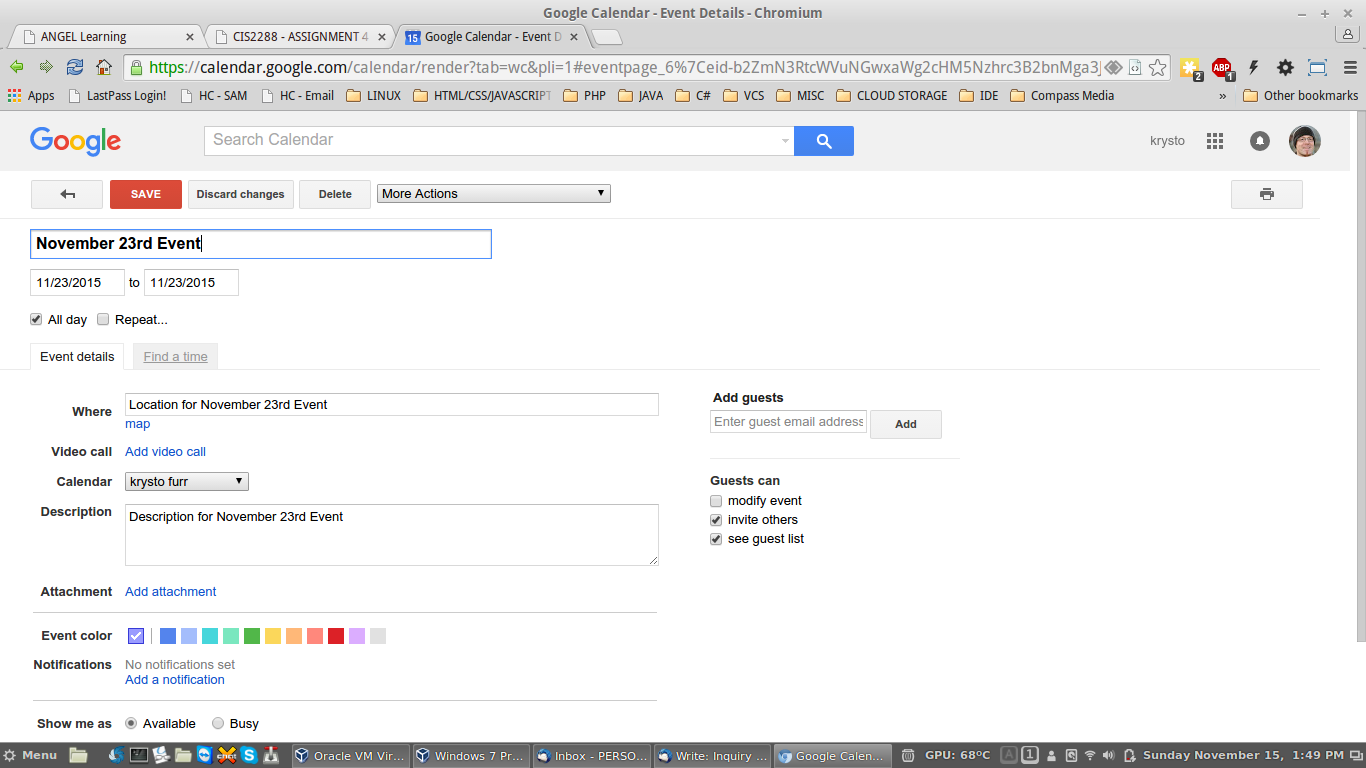 Google Calendar - Event Details - Chromium
ANGEL Learning
CIS2288 - ASSIGNMENT 4
15 Google Calendar - Event D
https://calendar.google.com/calendar/render?tab=wc&pli=1#eventpage_6%7Ceid-b2ZmN3RtcWVuNGwxaWg2cHM5Nzhrc3B2bnMga3J
2 ABP 1
Apps LastPass Login! HC - SAM HC - Email LINUX HTML/CSS/JAVASCRIPT PHP JAVA C# VCS MISC CLOUD STORAGE IDE Compass Media » Other bookmarks
Google Search Calendar krysto
SAVE Discard changes Delete More Actions
November 23rd Event
11/23/2015 to 11/23/2015
All day Repeat...
Event details Find a time
Where Location for November 23rd Event
map
Video call Add video call
Calendar krysto furr
Description Description for November 23rd Event
Attachment Add attachment
Event color
Notifications No notifications set
Add a notification
Show me as Available Busy
Add guests
Enter guest email address Add
Guests can
modify event
invite others
see guest list
Menu Oracle VM Vir... Windows 7 Pr... Inbox - PERSO... Write: Inquiry ... Google Calen... GPU: 68°C A 1 Sunday November 15, 1:49 PM